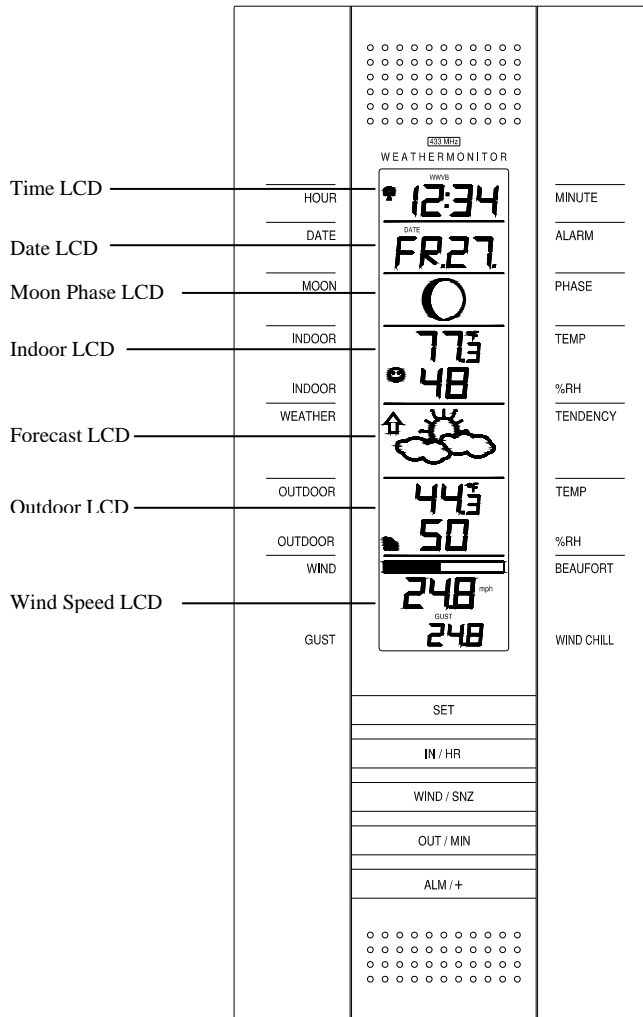 433 MHz
WEATHERMONITOR
Time LCD
WWVB
12:34
HOUR
MINUTE
DATE
DATE
ALARM
Date LCD
FR.27.
Moon Phase LCD
MOON
PHASE
Indoor LCD
INDOOR
77.3 °F
TEMP
INDOOR
48
%RH
WEATHER
TENDENCY
Forecast LCD
OUTDOOR
44.3 °F
TEMP
Outdoor LCD
OUTDOOR
50
%RH
WIND
BEAUFORT
Wind Speed LCD
24.8 mph
GUST
GUST
24.8
WIND CHILL
SET
IN / HR
WIND / SNZ
OUT / MIN
ALM / +